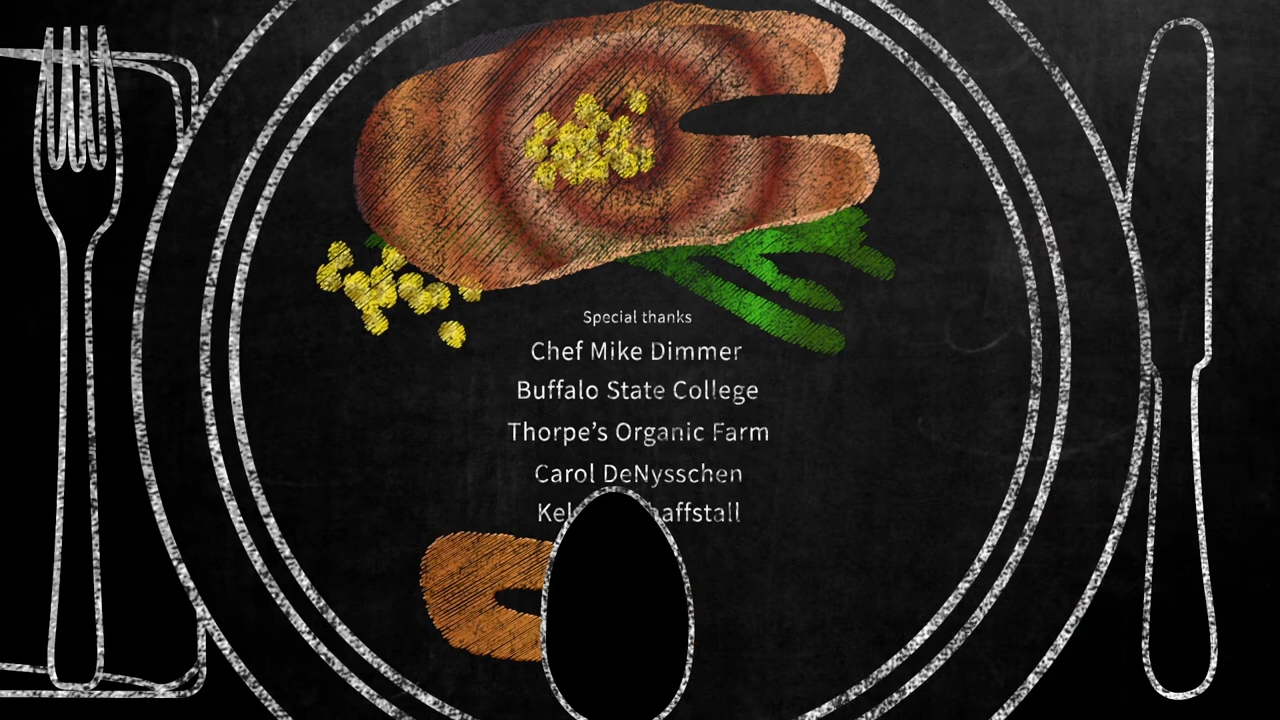 Special thanks
Chef Mike Dimmer
Buffalo State College
Thorpe's Organic Farm
Carol DeNysschen